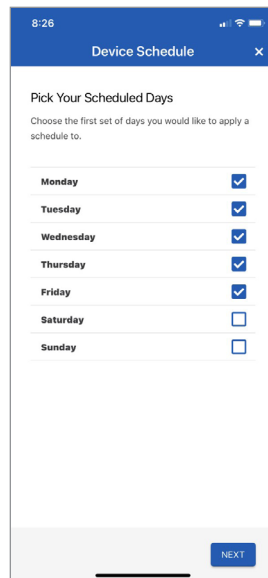 8:26
Device Schedule
×
Pick Your Scheduled Days
Choose the first set of days you would like to apply a
schedule to.
Monday
Tuesday
Wednesday
Thursday
Friday
Saturday
Sunday
NEXT